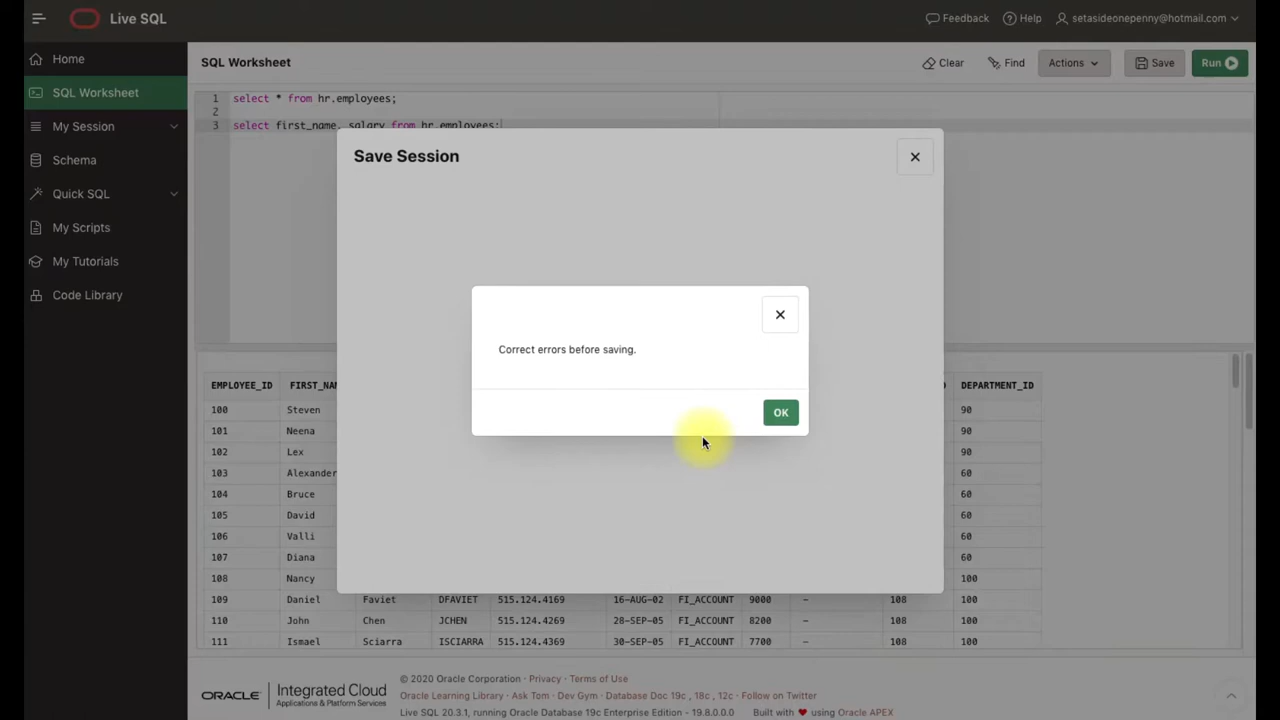 Live SQL
Feedback
Help
setasideonepenny@hotmail.com
Home
SQL Worksheet
My Session
Schema
Quick SQL
My Scripts
My Tutorials
Code Library
SQL Worksheet
Clear
Find
Actions
Save
Run
1 select * from hr.employees;
2
3 select first_name, salary from hr.employees;
Save Session
Correct errors before saving.
OK
EMPLOYEE_ID FIRST_NAM DEPARTMENT_ID
100 Steven 90
101 Neena 90
102 Lex 90
103 Alexander 60
104 Bruce 60
105 David 60
106 Valli 60
107 Diana 60
108 Nancy 100
109 Daniel Faviet DFAVIET 515.124.4169 16-AUG-02 FI_ACCOUNT 9000 - 108 100
110 John Chen JCHEN 515.124.4269 28-SEP-05 FI_ACCOUNT 8200 - 108 100
111 Ismael Sciarra ISCIARRA 515.124.4369 30-SEP-05 FI_ACCOUNT 7700 - 108 100
ORACLE Integrated Cloud
Applications & Platform Services
© 2020 Oracle Corporation · Privacy · Terms of Use
Oracle Learning Library · Ask Tom · Dev Gym · Database Doc 19c , 18c , 12c · Follow on Twitter
Live SQL 20.3.1, running Oracle Database 19c Enterprise Edition - 19.8.0.0.0 Built with ❤ using Oracle APEX